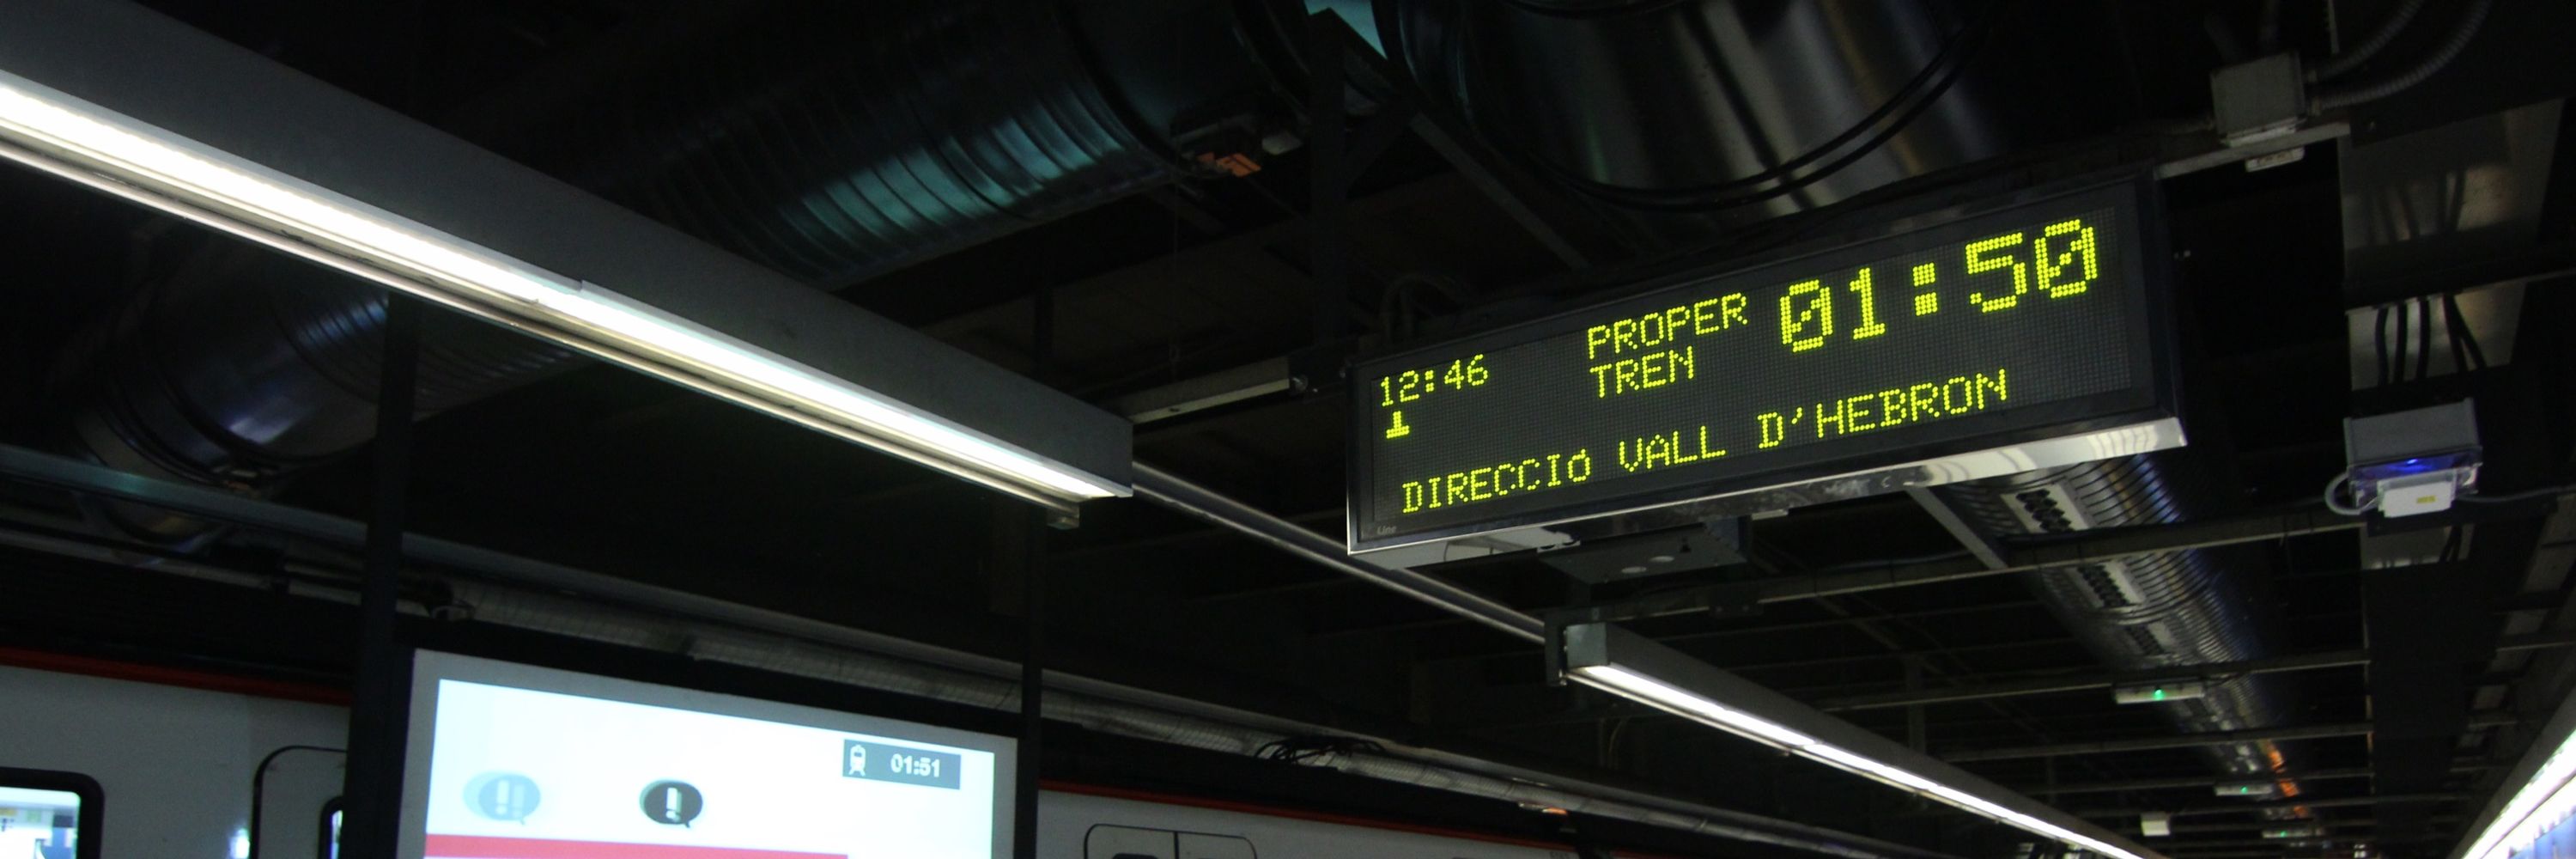 12:46
PROPER
TREN
01:50
1
DIRECCIÓ VALL D'HEBRON
01:51